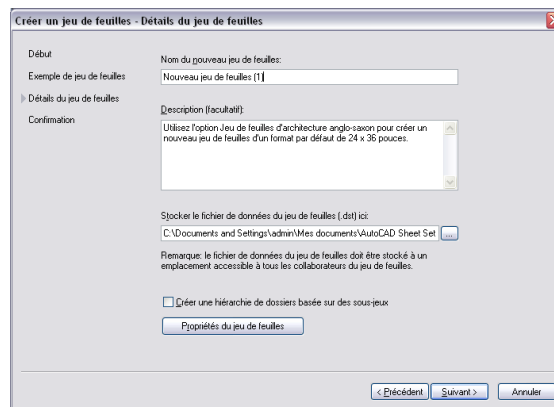 Créer un jeu de feuilles - Détails du jeu de feuilles
Début
Exemple de jeu de feuilles
Détails du jeu de feuilles
Confirmation
Nom du nouveau jeu de feuilles:
Nouveau jeu de feuilles (1)
Description (facultatif):
Utilisez l'option Jeu de feuilles d'architecture anglo-saxon pour créer un
nouveau jeu de feuilles d'un format par défaut de 24 x 36 pouces.
Stocker le fichier de données du jeu de feuilles (.dst) ici:
C:\Documents and Settings\admin\Mes documents\AutoCAD Sheet Set
...
Remarque: le fichier de données du jeu de feuilles doit être stocké à un
emplacement accessible à tous les collaborateurs du jeu de feuilles.
Créer une hiérarchie de dossiers basée sur des sous-jeux
Propriétés du jeu de feuilles
< Précédent
Suivant >
Annuler